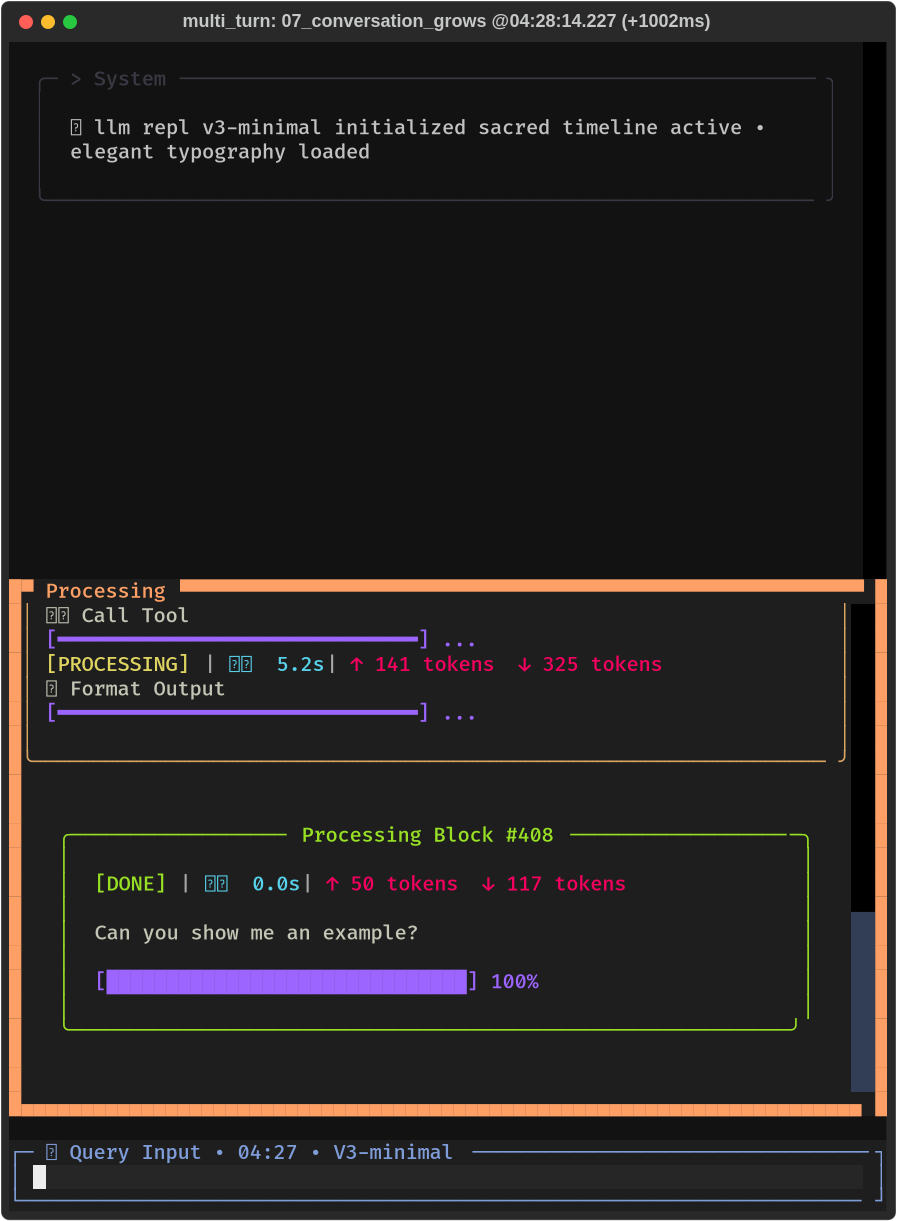 multi_turn: 07_conversation_grows @04:28:14.227 (+1002ms)
> System
llm repl v3-minimal initialized sacred timeline active •
elegant typography loaded
Processing
Call Tool
[━━━━━━━━━━━━━━━━━━━━━━━━━━━━━━] ...
[PROCESSING] | 5.2s| ↑ 141 tokens ↓ 325 tokens
Format Output
[━━━━━━━━━━━━━━━━━━━━━━━━━━━━━━] ...
Processing Block #408
[DONE] | 0.0s| ↑ 50 tokens ↓ 117 tokens
Can you show me an example?
[██████████████████████████████] 100%
Query Input • 04:27 • V3-minimal